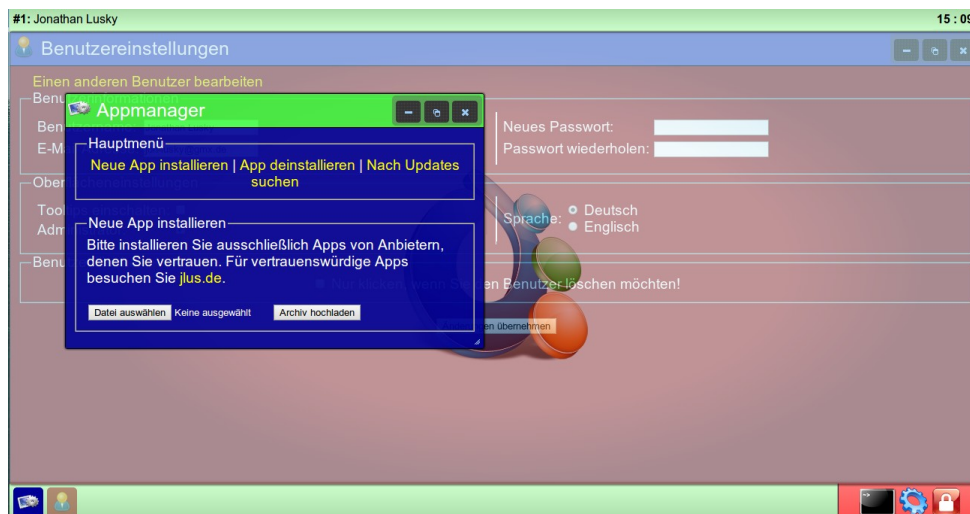 #1: Jonathan Lusky
15 : 09
Benutzereinstellungen
Einen anderen Benutzer bearbeiten
Appmanager
Hauptmenü
Neue App installieren | App deinstallieren | Nach Updates
suchen
Neue App installieren
Bitte installieren Sie ausschließlich Apps von Anbietern,
denen Sie vertrauen. Für vertrauenswürdige Apps
besuchen Sie jlus.de.
Datei auswählen Keine ausgewählt Archiv hochladen
Neues Passwort:
Passwort wiederholen:
Sprache:
Deutsch
Englisch
Benutzer löschen möchten!
übernehmen